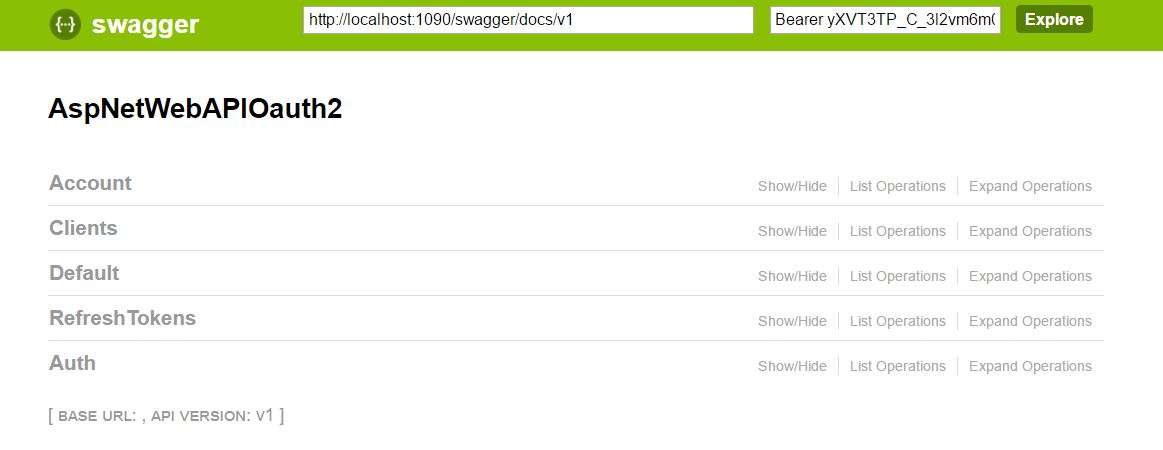 {···} swagger http://localhost:1090/swagger/docs/v1 Bearer yXVT3TP_C_3I2vm6m0 Explore
AspNetWebAPIOauth2
Account Show/Hide List Operations Expand Operations
Clients Show/Hide List Operations Expand Operations
Default Show/Hide List Operations Expand Operations
RefreshTokens Show/Hide List Operations Expand Operations
Auth Show/Hide List Operations Expand Operations
[ BASE URL: , API VERSION: V1 ]